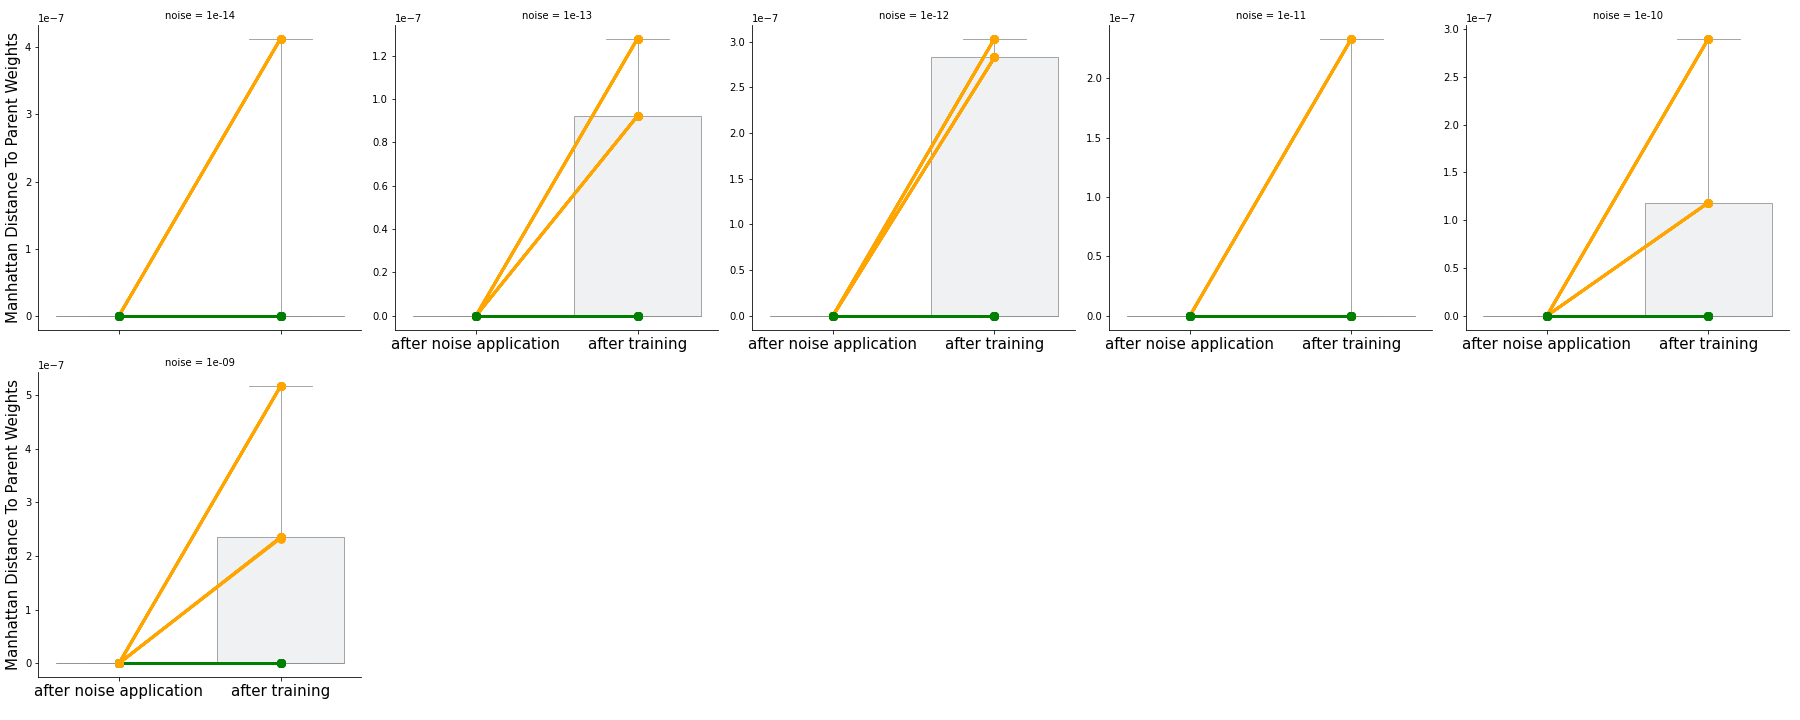 noise = 1e-14
noise = 1e-13
noise = 1e-12
noise = 1e-11
noise = 1e-10
1e−7
1e−7
1e−7
1e−7
1e−7
Manhattan Distance To Parent Weights
4
3
2
1
0
1.2
1.0
0.8
0.6
0.4
0.2
0.0
3.0
2.5
2.0
1.5
1.0
0.5
0.0
2.0
1.5
1.0
0.5
0.0
3.0
2.5
2.0
1.5
1.0
0.5
0.0
after noise application after training
after noise application after training
after noise application after training
after noise application after training
noise = 1e-09
1e−7
Manhattan Distance To Parent Weights
5
4
3
2
1
0
after noise application after training